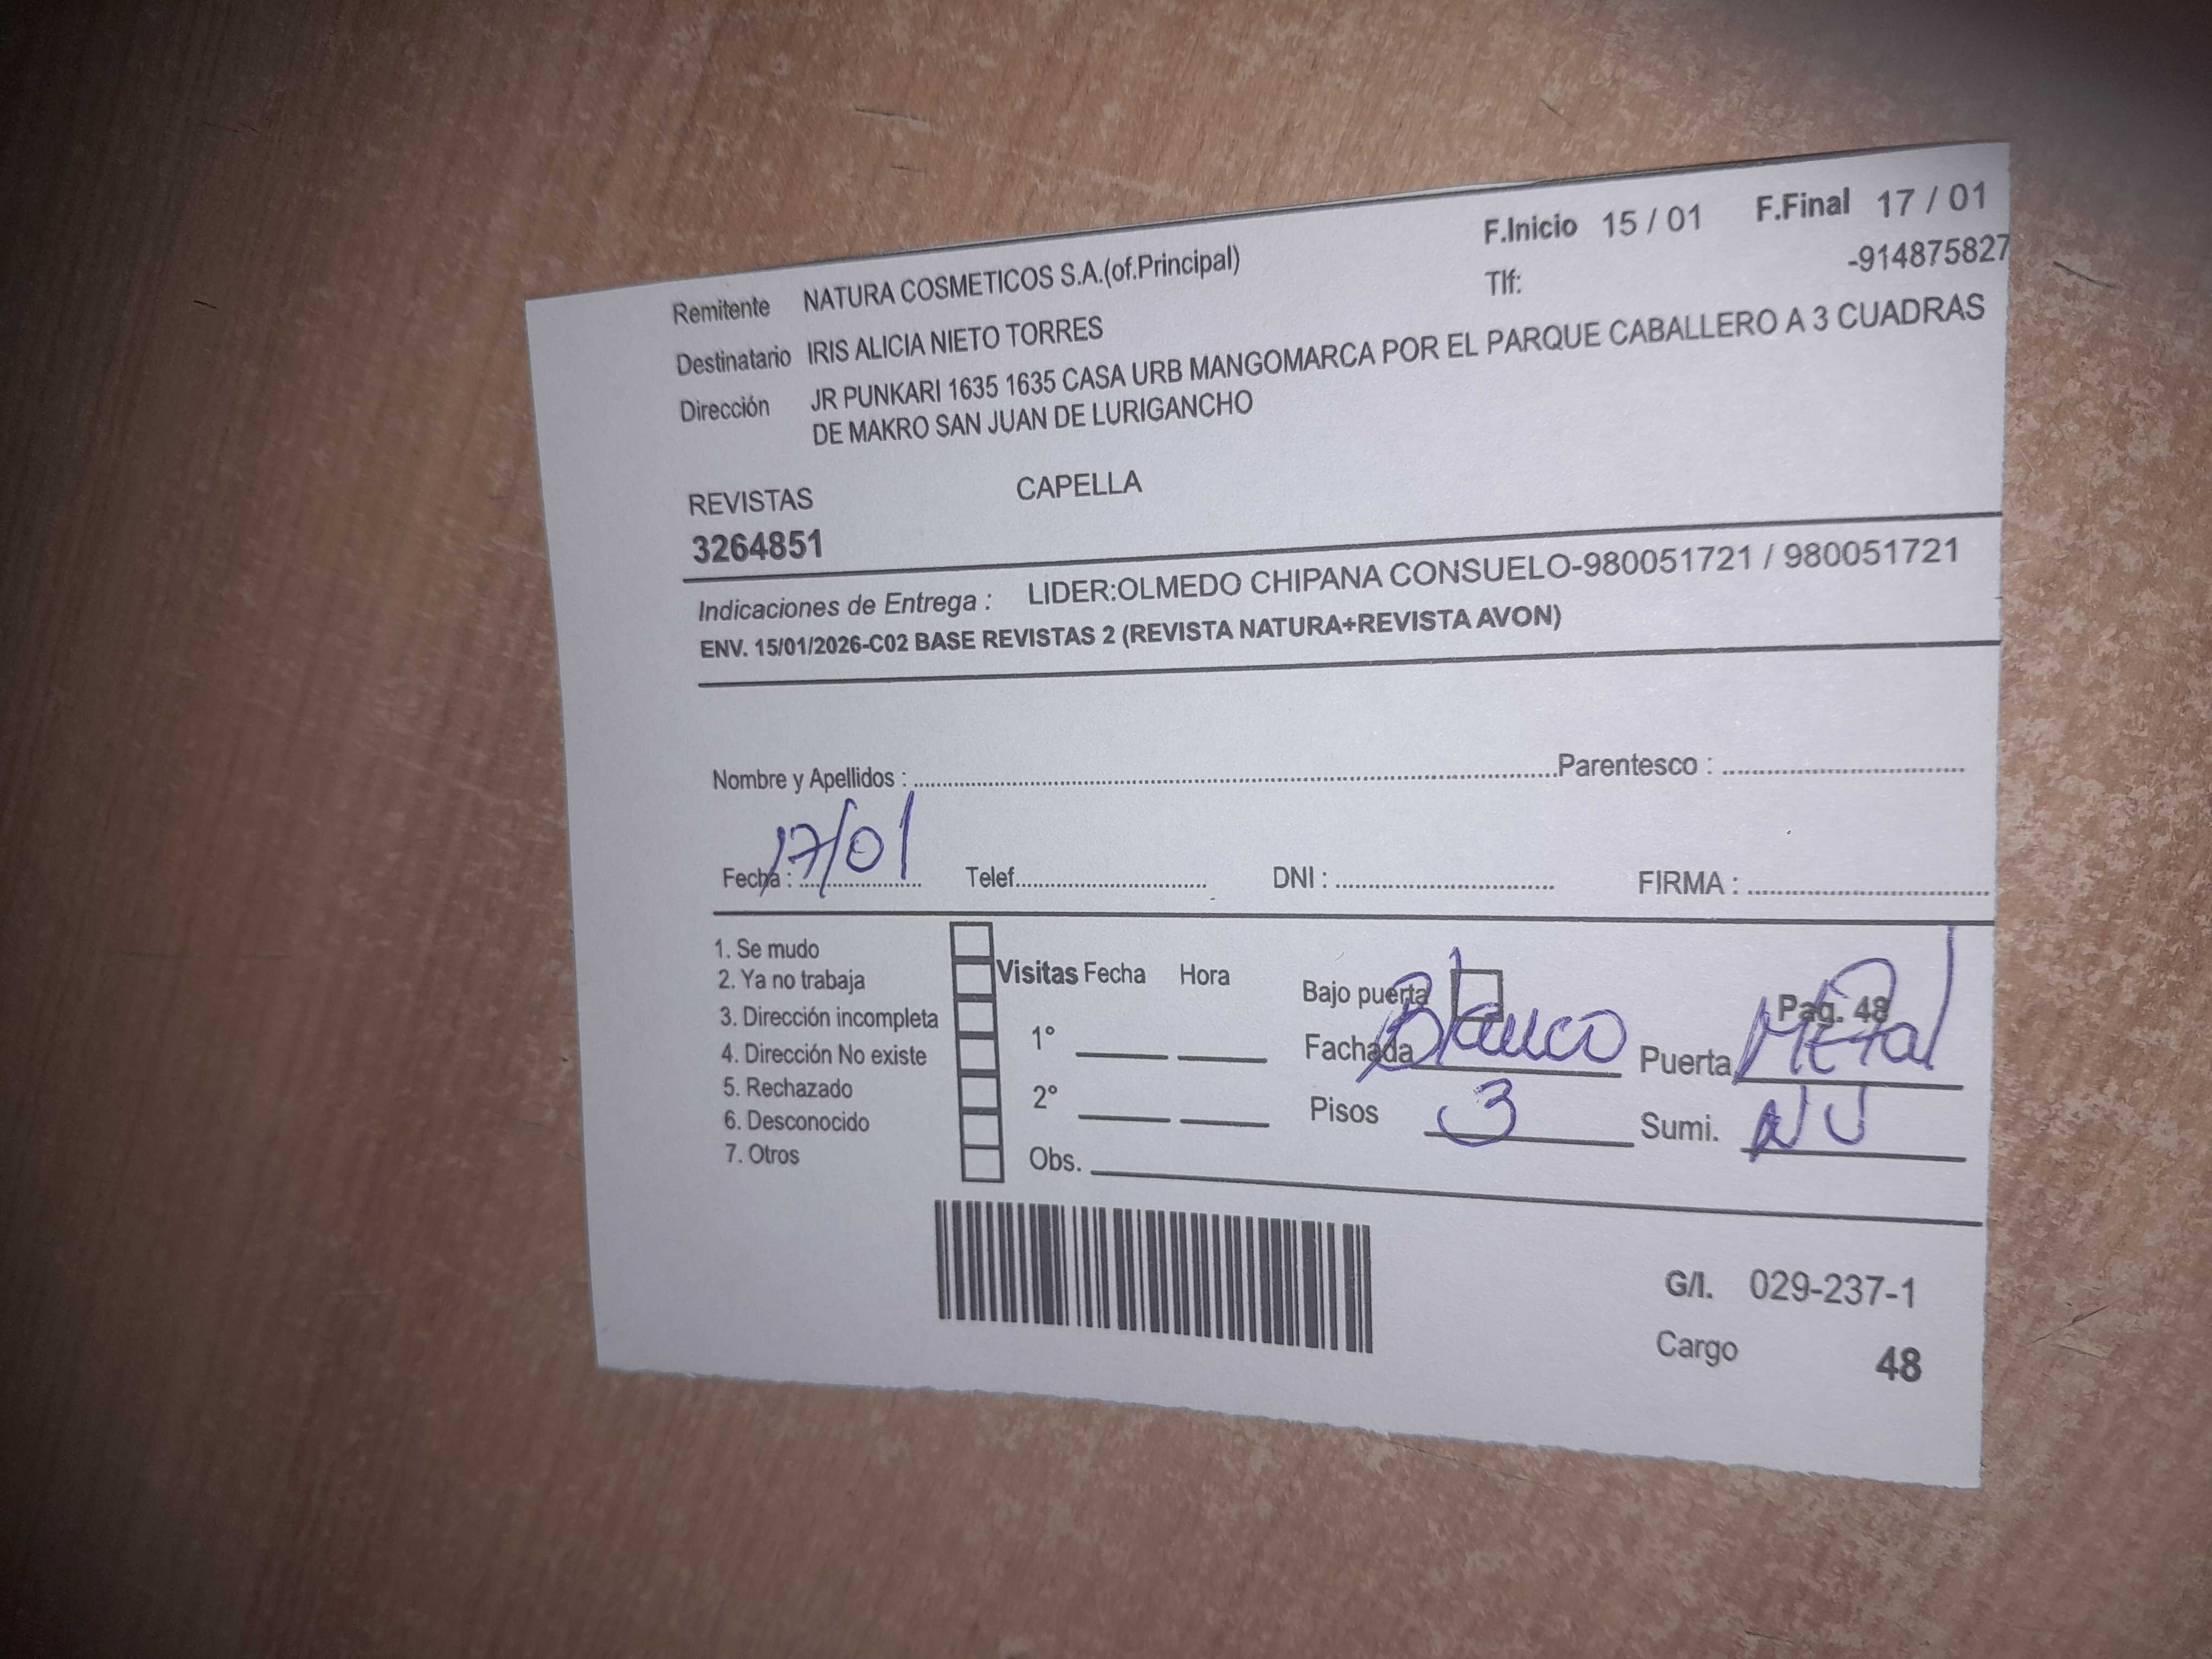 F.Inicio 15 / 01 F.Final 17 / 01
Remitente NATURA COSMETICOS S.A.(of.Principal) Tlf: -914875827
Destinatario IRIS ALICIA NIETO TORRES
Dirección JR PUNKARI 1635 1635 CASA URB MANGOMARCA POR EL PARQUE CABALLERO A 3 CUADRAS
DE MAKRO SAN JUAN DE LURIGANCHO
REVISTAS CAPELLA
3264851
Indicaciones de Entrega : LIDER:OLMEDO CHIPANA CONSUELO-980051721 / 980051721
ENV. 15/01/2026-C02 BASE REVISTAS 2 (REVISTA NATURA+REVISTA AVON)
Nombre y Apellidos : Parentesco :
Fecha : 17/01 Telef. DNI : FIRMA :
1. Se mudo
2. Ya no trabaja
3. Dirección incompleta
4. Dirección No existe
5. Rechazado
6. Desconocido
7. Otros
Visitas Fecha Hora
1°
2°
Obs.
Bajo puerta Pag. 48
Fachada Blanco Puerta Metal
Pisos 3 Sumi.
G/I. 029-237-1
Cargo 48